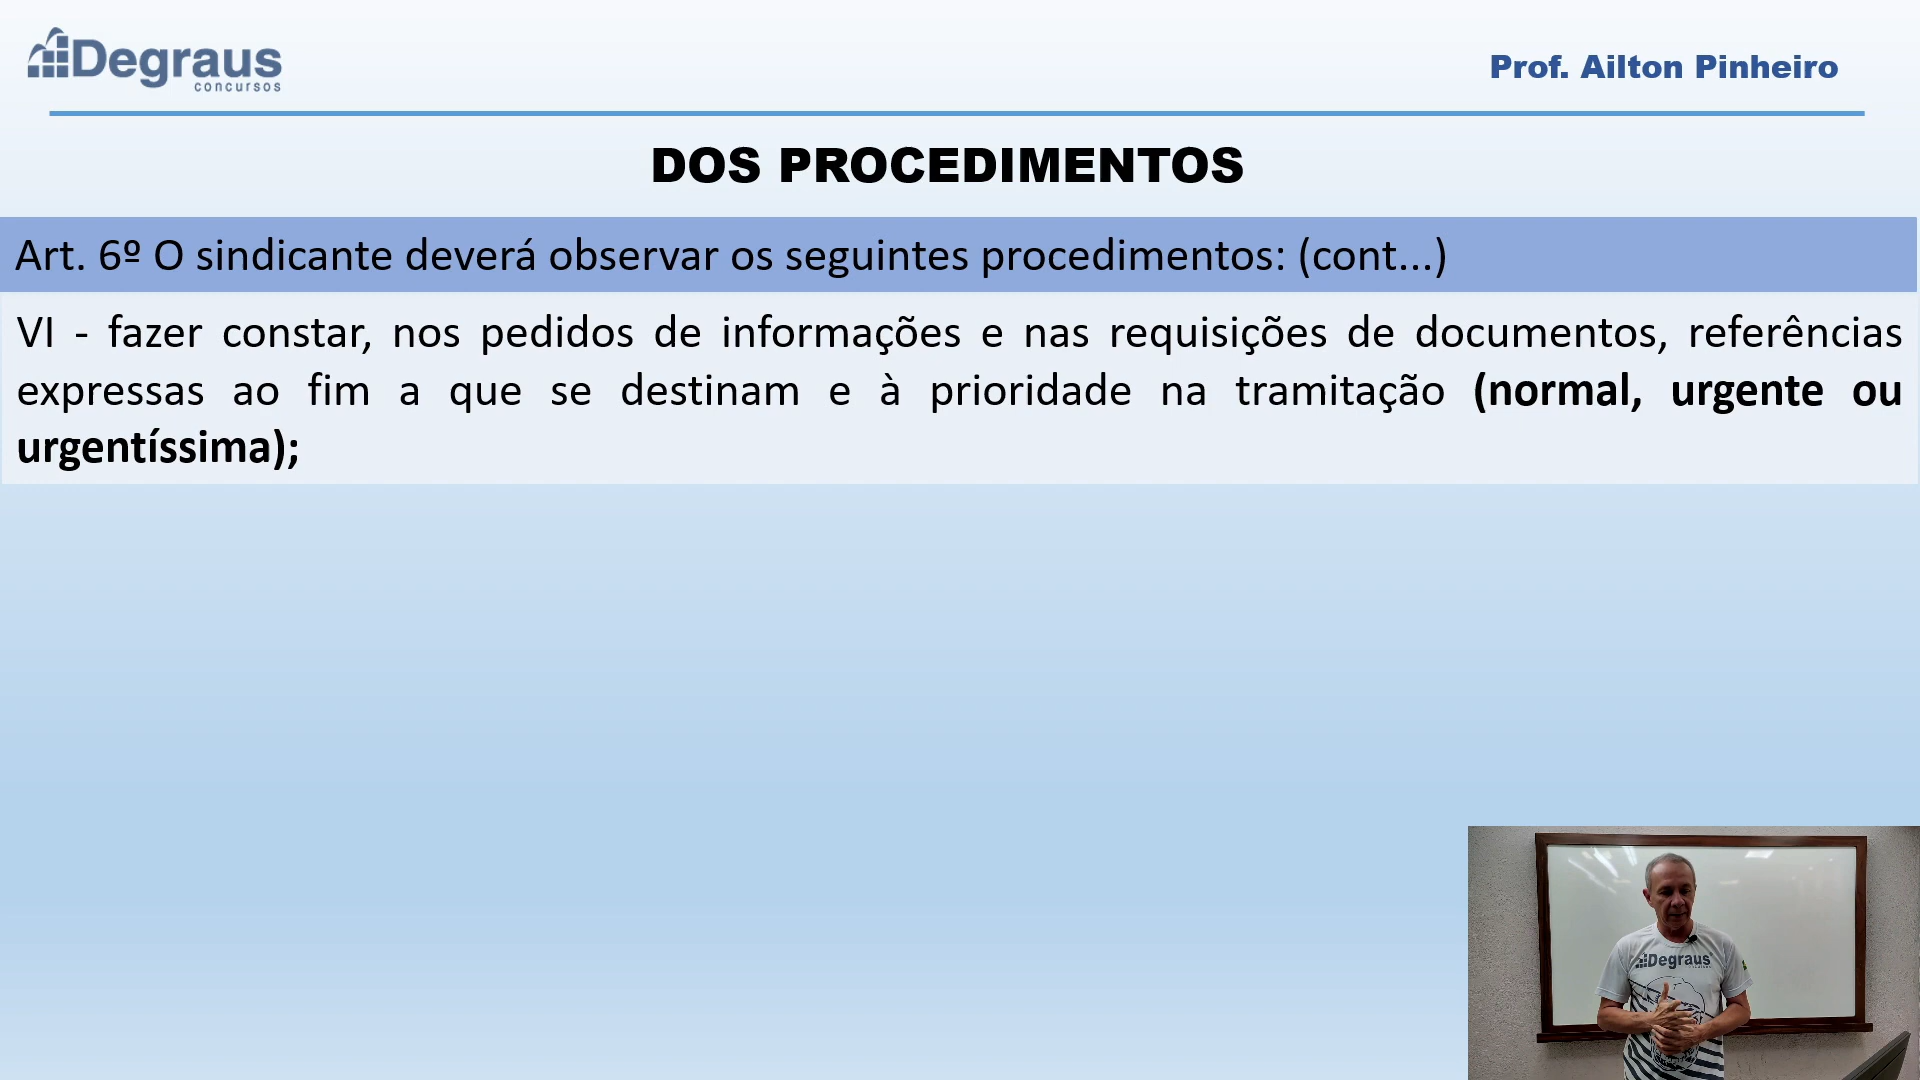 Degraus
concursos
Prof. Ailton Pinheiro
DOS PROCEDIMENTOS
Art. 6º O sindicante deverá observar os seguintes procedimentos: (cont...)
VI - fazer constar, nos pedidos de informações e nas requisições de documentos, referências
expressas ao fim a que se destinam e à prioridade na tramitação (normal, urgente ou
urgentíssima);
Degraus